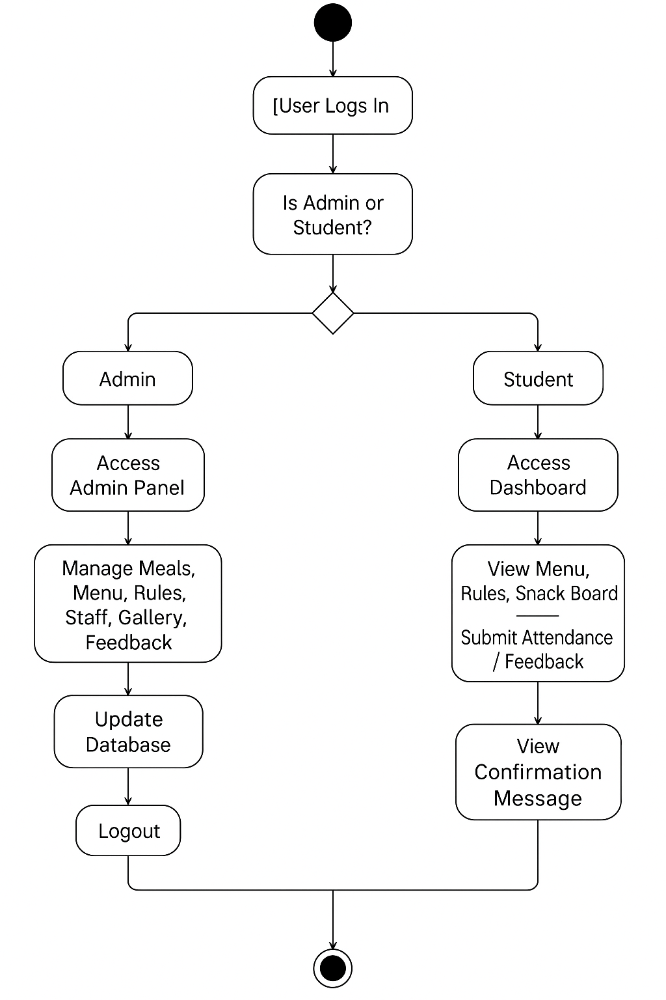 [User Logs In
Is Admin or
Student?
Admin
Access
Admin Panel
Manage Meals,
Menu, Rules,
Staff, Gallery,
Feedback
Update
Database
Logout
Student
Access
Dashboard
View Menu,
Rules, Snack Board
Submit Attendance
/ Feedback
View
Confirmation
Message